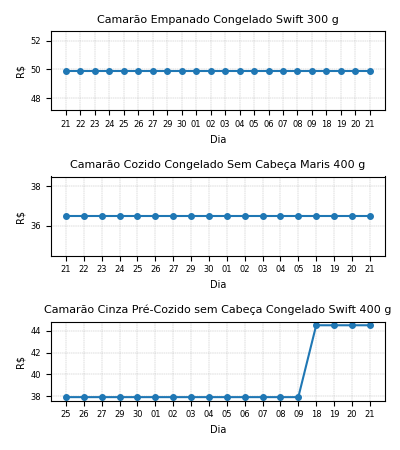 Camarão Empanado Congelado Swift 300 g
52
50
48
R$
21 22 23 24 25 26 27 29 30 01 02 03 04 05 06 07 08 09 18 19 20 21
Dia
Camarão Cozido Congelado Sem Cabeça Maris 400 g
38
36
R$
21 22 23 24 25 26 27 29 30 01 02 03 04 05 18 19 20 21
Dia
Camarão Cinza Pré-Cozido sem Cabeça Congelado Swift 400 g
44
42
40
38
R$
25 26 27 29 30 01 02 03 04 05 06 07 08 09 18 19 20 21
Dia